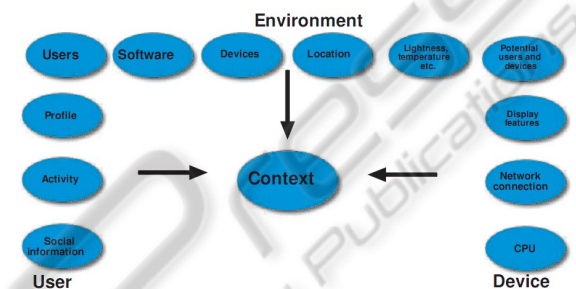 Environment
Users
Software
Devices
Location
Lightness,
temperature
etc.
Potential
users and
devices
Profile
Display
features
Activity
Context
Network
connection
Social
information
CPU
User
Device